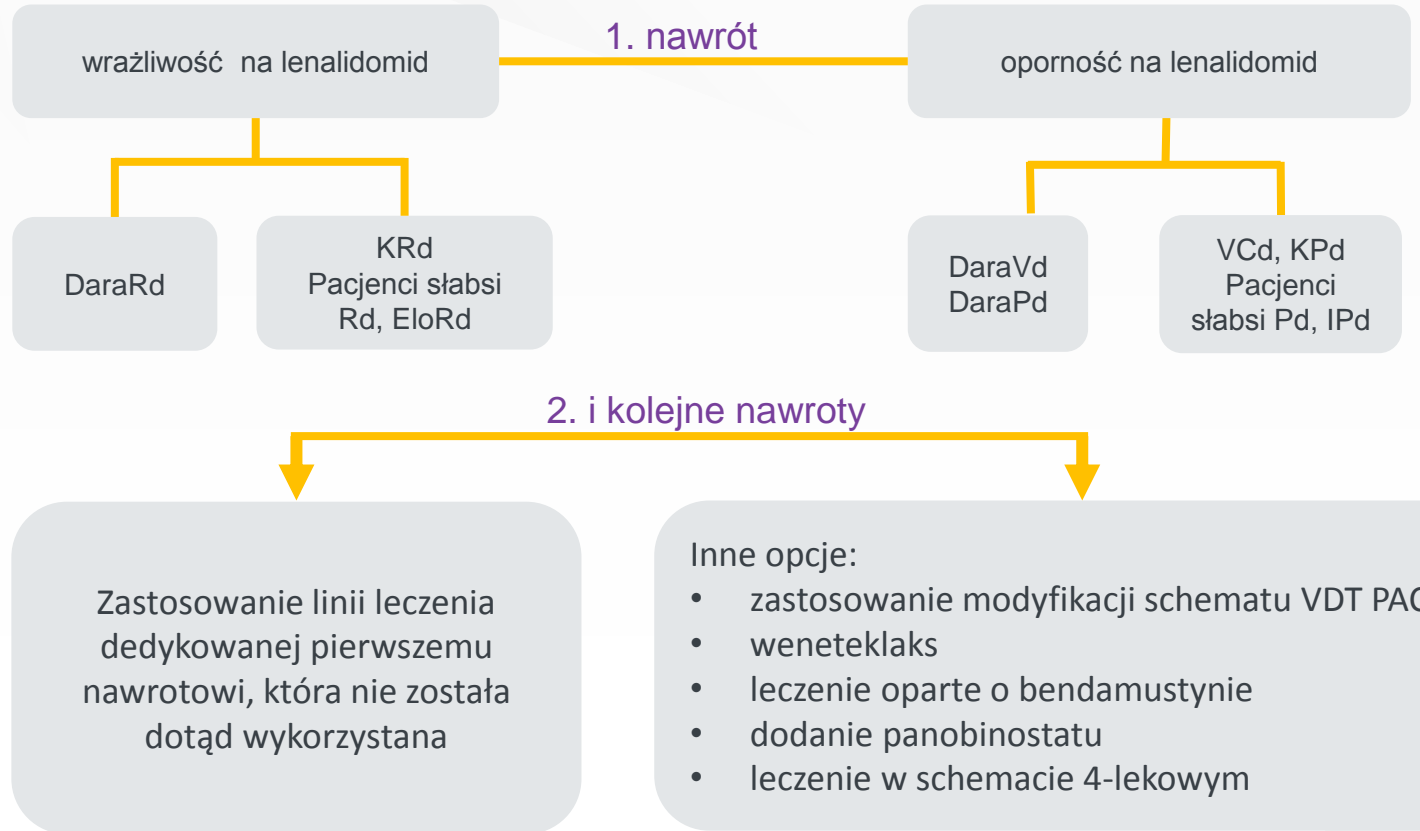 1. nawrót
wrażliwość na lenalidomid
oporność na lenalidomid
DaraRd
KRd
Pacjenci słabsi
Rd, EloRd
DaraVd
DaraPd
VCd, KPd
Pacjenci
słabsi Pd, IPd
2. i kolejne nawroty
Zastosowanie linii leczenia
dedykowanej pierwszemu
nawrotowi, która nie została
dotąd wykorzystana
Inne opcje:
• zastosowanie modyfikacji schematu VDT PAC
• weneteklaks
• leczenie oparte o bendamustynie
• dodanie panobinostatu
• leczenie w schemacie 4-lekowym